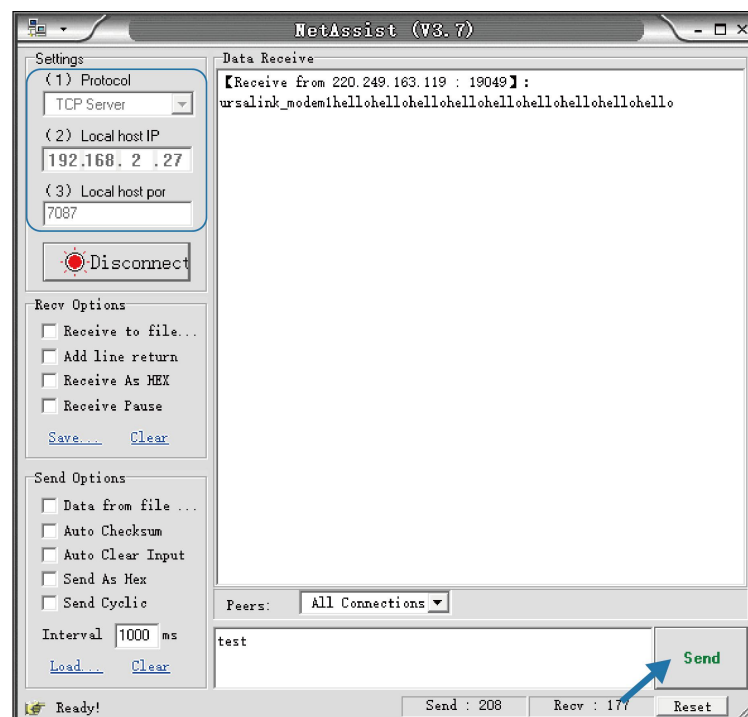 NetAssist (V3.7)
Settings
(1) Protocol
TCP Server
(2) Local host IP
192.168. 2 .27
(3) Local host por
7087
Disconnect
Recv Options
Receive to file...
Add line return
Receive As HEX
Receive Pause
Save... Clear
Send Options
Data from file ...
Auto Checksum
Auto Clear Input
Send As Hex
Send Cyclic
Interval 1000 ms
Load... Clear
Data Receive
【Receive from 220.249.163.119 : 19049】:
ursalink_modem1hellohellohellohellohellohellohellohellohello
Peers: All Connections
test
Send
Ready!
Send : 208
Recv : 177
Reset